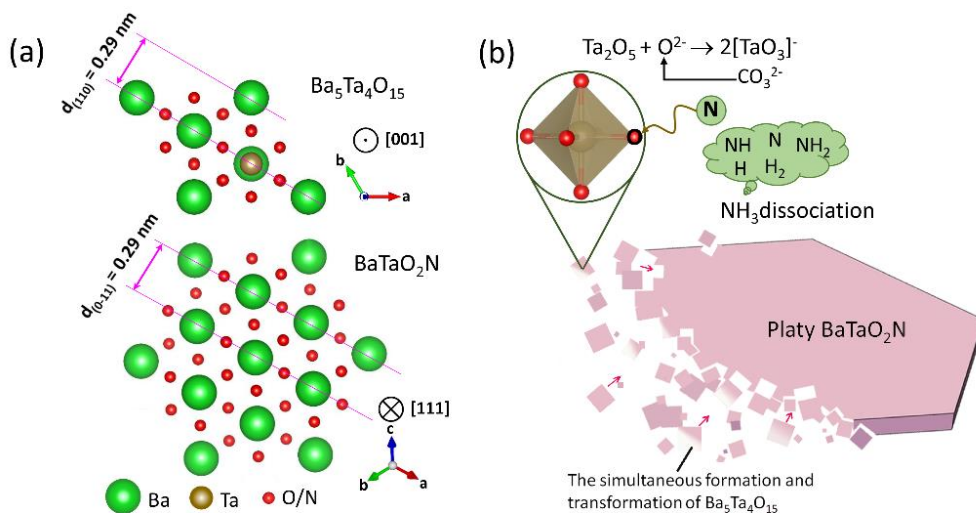 (a)
d(110) = 0.29 nm
Ba5Ta4O15
[001]
b
a
d(0-11) = 0.29 nm
BaTaO2N
[111]
c
b
a
Ba
Ta
O/N
(b)
Ta2O5 + O2- → 2[TaO3]-
CO32-
N
NH N NH2
H H2
NH3dissociation
Platy BaTaO2N
The simultaneous formation and
transformation of Ba5Ta4O15